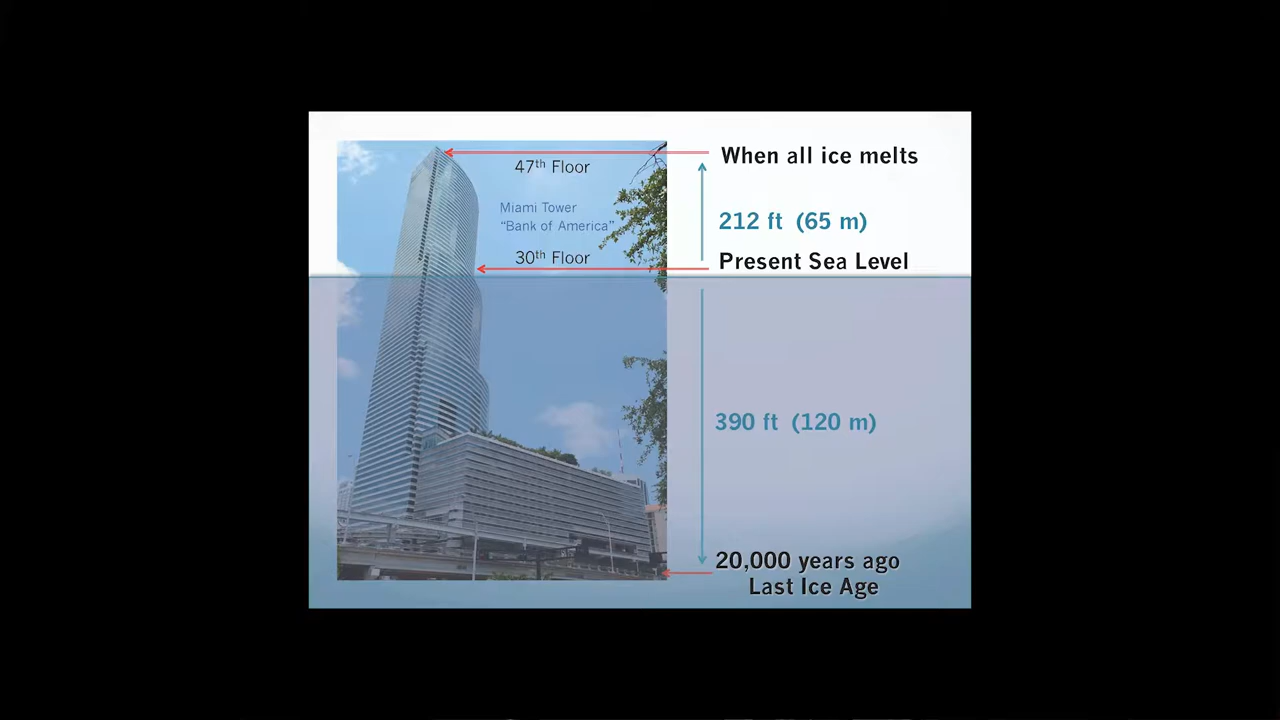 When all ice melts
47th Floor
Miami Tower
“Bank of America”
212 ft (65 m)
30th Floor
Present Sea Level
390 ft (120 m)
20,000 years ago
Last Ice Age